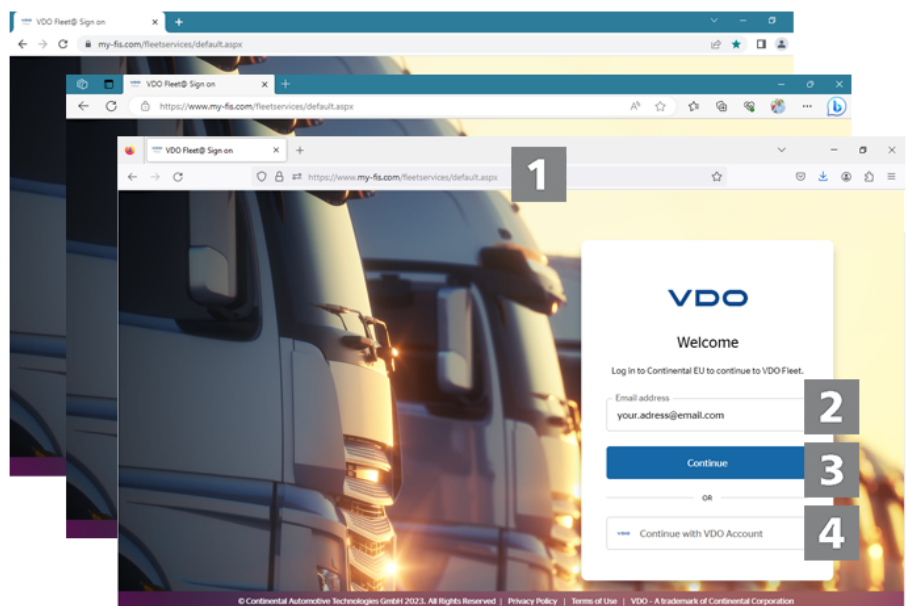 VDO Fleet® Sign on
my-fis.com/fleetservices/default.aspx
VDO Fleet® Sign on
https://www.my-fis.com/fleetservices/default.aspx
VDO Fleet® Sign on
https://www.my-fis.com/fleetservices/default.aspx
1
VDO
Welcome
Log in to Continental EU to continue to VDO Fleet.
Email address
your.adress@email.com
2
Continue
3
OR
VDO Continue with VDO Account
4
© Continental Automotive Technologies GmbH 2023. All Rights Reserved | Privacy Policy | Terms of Use | VDO - A trademark of Continental Corporation